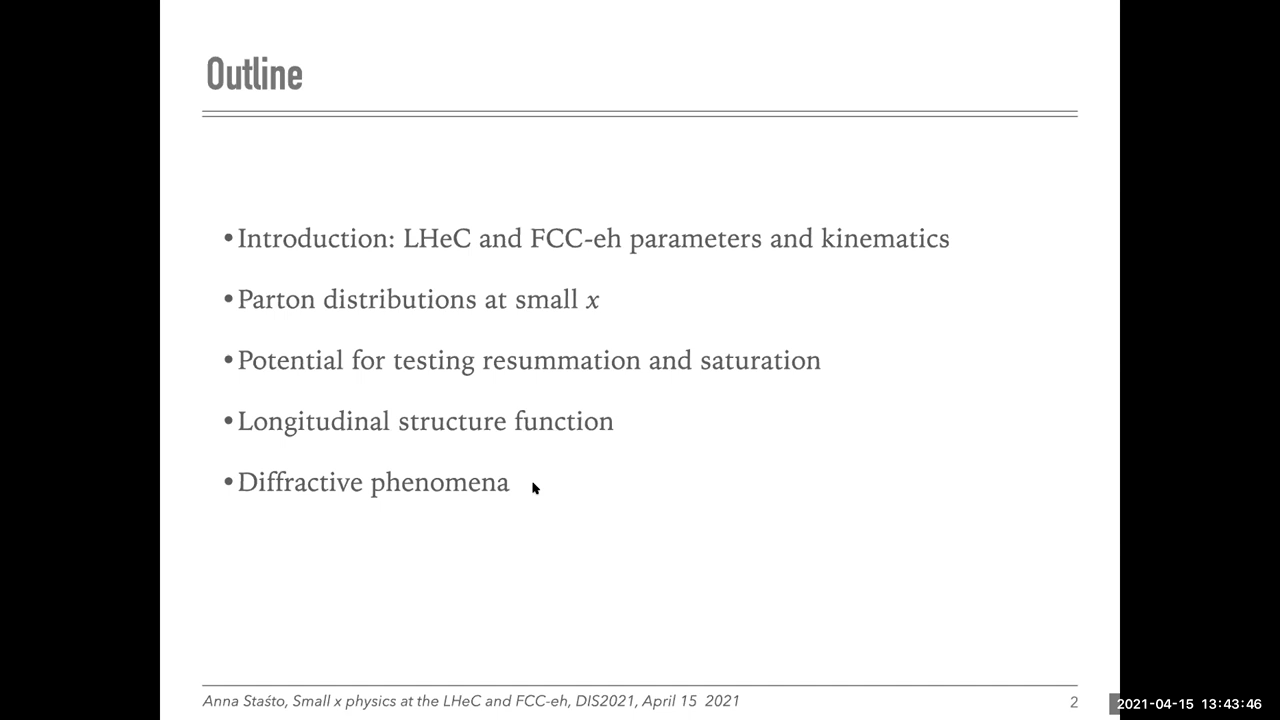 Outline
•Introduction: LHeC and FCC-eh parameters and kinematics
•Parton distributions at small x
•Potential for testing resummation and saturation
•Longitudinal structure function
•Diffractive phenomena
Anna Staśto, Small x physics at the LHeC and FCC-eh, DIS2021, April 15 2021
2
2021-04-15 13:43:46